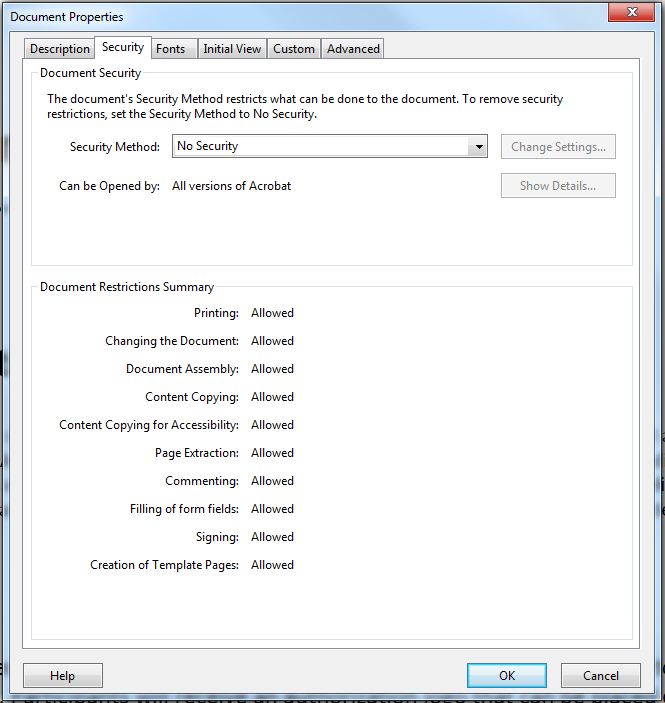 Document Properties
Description Security Fonts Initial View Custom Advanced
Document Security
The document's Security Method restricts what can be done to the document. To remove security
restrictions, set the Security Method to No Security.
Security Method: No Security Change Settings...
Can be Opened by: All versions of Acrobat Show Details...
Document Restrictions Summary
Printing: Allowed
Changing the Document: Allowed
Document Assembly: Allowed
Content Copying: Allowed
Content Copying for Accessibility: Allowed
Page Extraction: Allowed
Commenting: Allowed
Filling of form fields: Allowed
Signing: Allowed
Creation of Template Pages: Allowed
Help OK Cancel